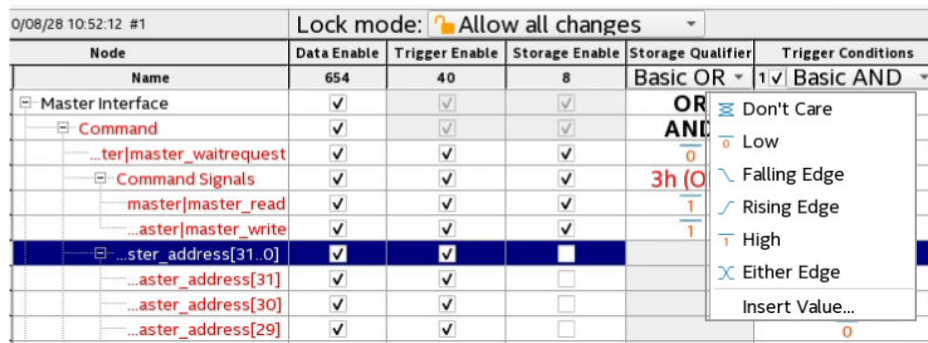 0/08/28 10:52:12 #1 Lock mode: Allow all changes
Node Data Enable Trigger Enable Storage Enable Storage Qualifier Trigger Conditions
Name 654 40 8 Basic OR 1 Basic AND
Master Interface OR
Command AND
...ter|master_waitrequest 0
Command Signals 3h (O
master|master_read 1
...aster|master_write 1
...ster_address[31..0]
...aster_address[31]
...aster_address[30]
...aster_address[29] 0
Don't Care
0 Low
Falling Edge
Rising Edge
1 High
Either Edge
Insert Value...